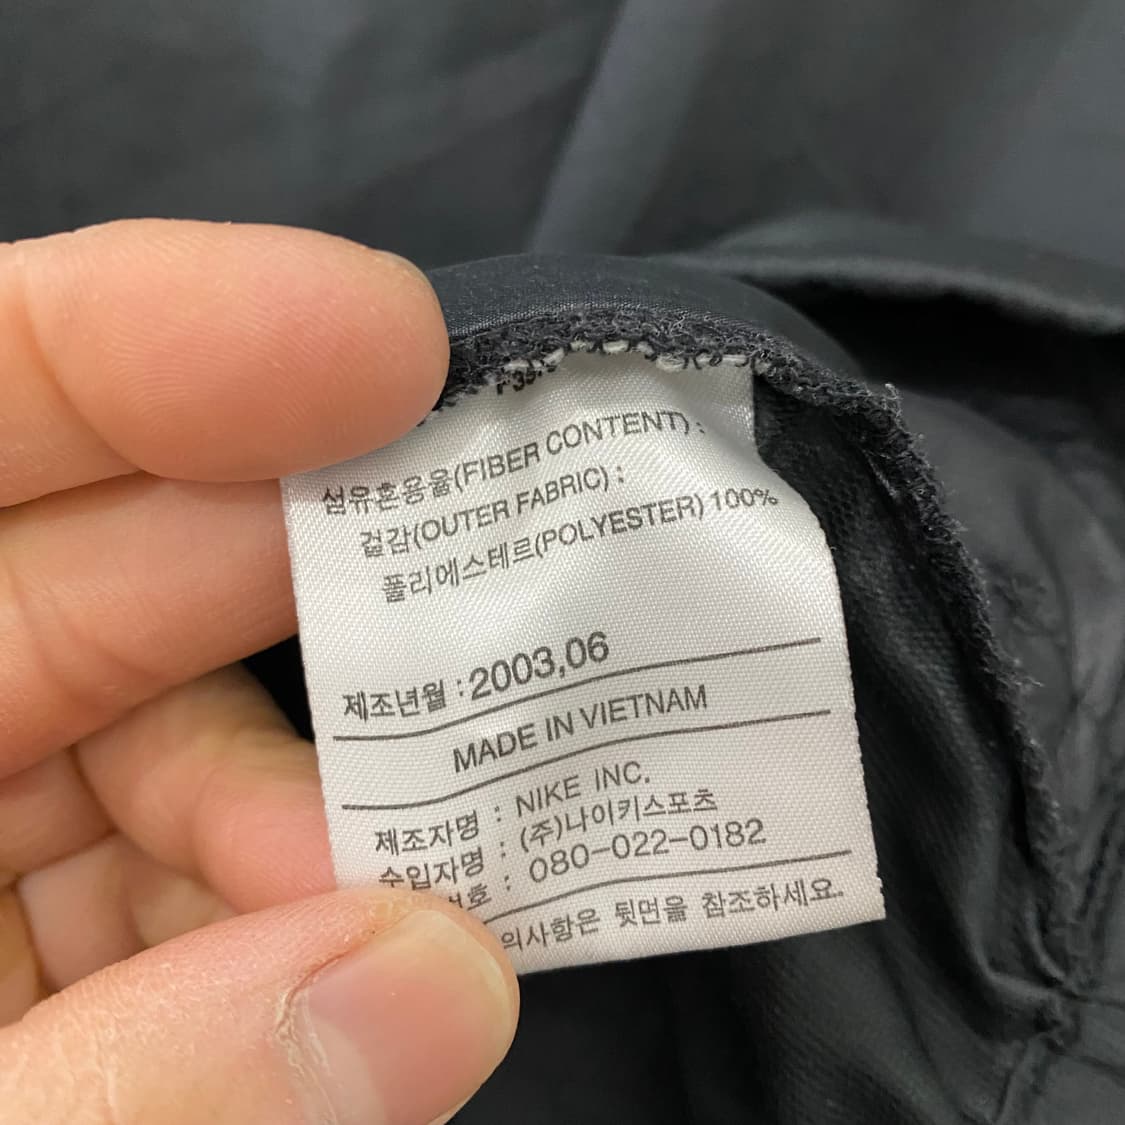 섬유혼용율(FIBER CONTENT) :
겉감(OUTER FABRIC) :
폴리에스테르(POLYESTER) 100%
제조년월 : 2003,06
MADE IN VIETNAM
제조자명 : NIKE INC.
수입자명 : (주)나이키스포츠
호 : 080-022-0182
의사항은 뒷면을 참조하세요.